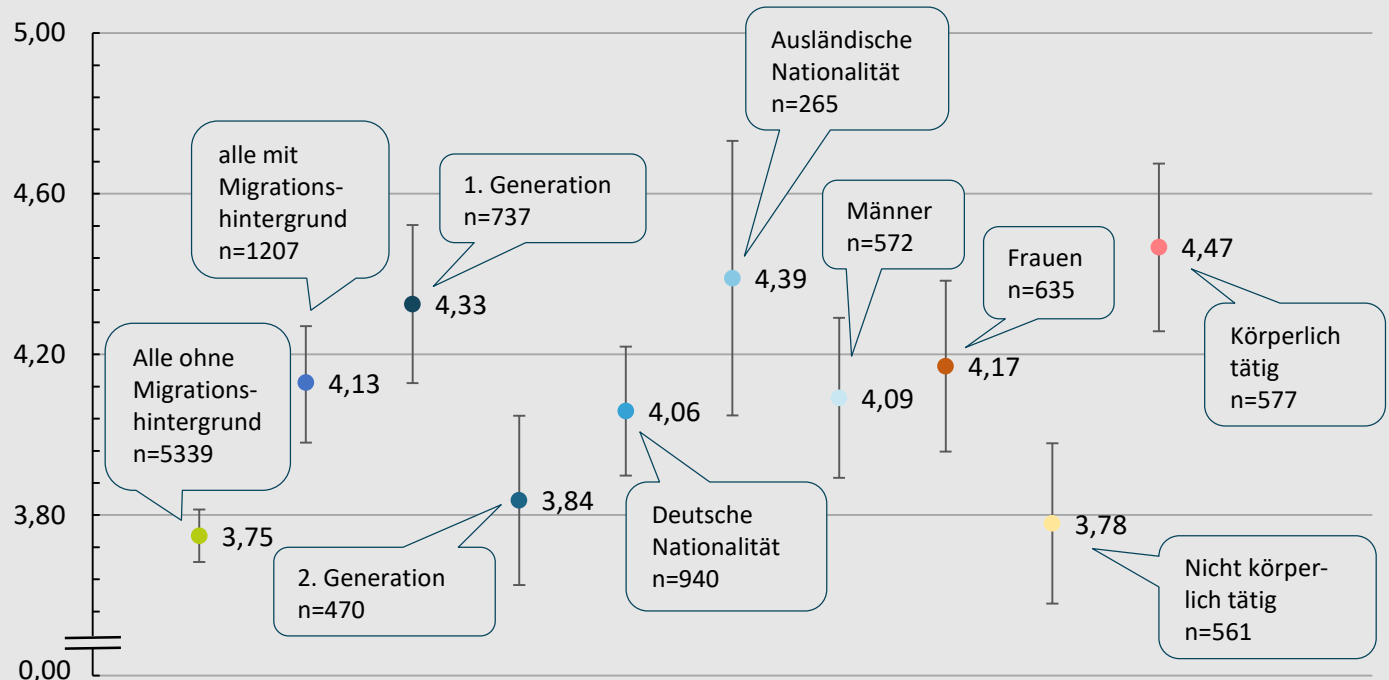 5,00
4,60
4,20
3,80
0,00
Alle ohne
Migrations-
hintergrund
n=5339
3,75
alle mit
Migrations-
hintergrund
n=1207
4,13
1. Generation
n=737
4,33
2. Generation
n=470
3,84
Deutsche
Nationalität
n=940
4,06
Ausländische
Nationalität
n=265
4,39
Männer
n=572
4,09
Frauen
n=635
4,17
Nicht körper-
lich tätig
n=561
3,78
Körperlich
tätig
n=577
4,47